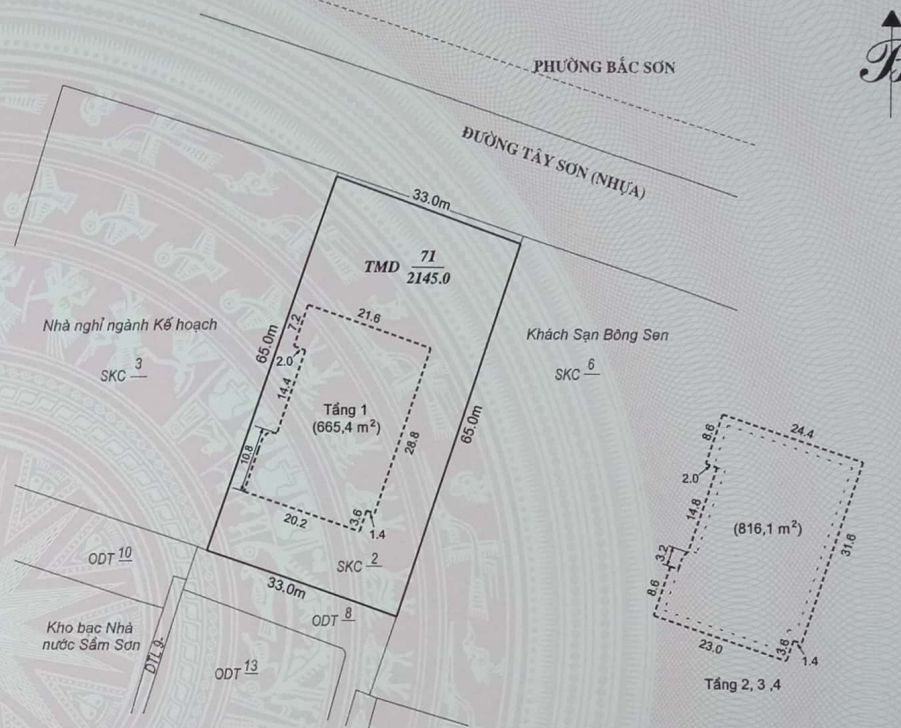 PHƯỜNG BẮC SƠN
B
ĐƯỜNG TÂY SƠN (NHỰA)
33.0m
TMD 71
2145.0
Nhà nghỉ ngành Kế hoạch
SKC 3
65.0m
7.2
21.6
2.0
14.4
Tầng 1
(665,4 m²)
28.8
65.0m
10.8
20.2
3.6
1.4
SKC 2
33.0m
Khách Sạn Bông Sen
SKC 6
8.6
24.4
2.0
14.8
(816,1 m²)
31.6
3.2
8.6
23.0
3.6
1.4
Tầng 2, 3 ,4
ODT 10
ODT 8
Kho bạc Nhà
nước Sầm Sơn
DTL 9
ODT 13